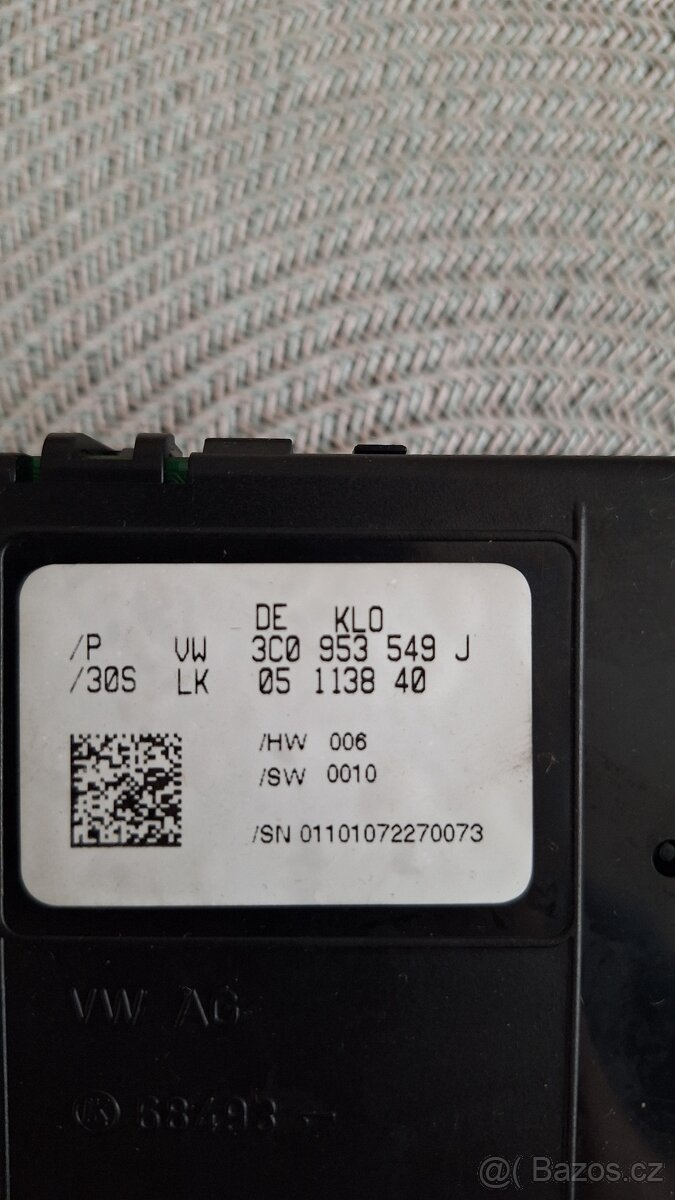 DE KLO
/P VW 3C0 953 549 J
/30S LK 05 1138 40
/HW 006
/SW 0010
/SN 01101072270073
VW AG
68493
@( Bazos.cz